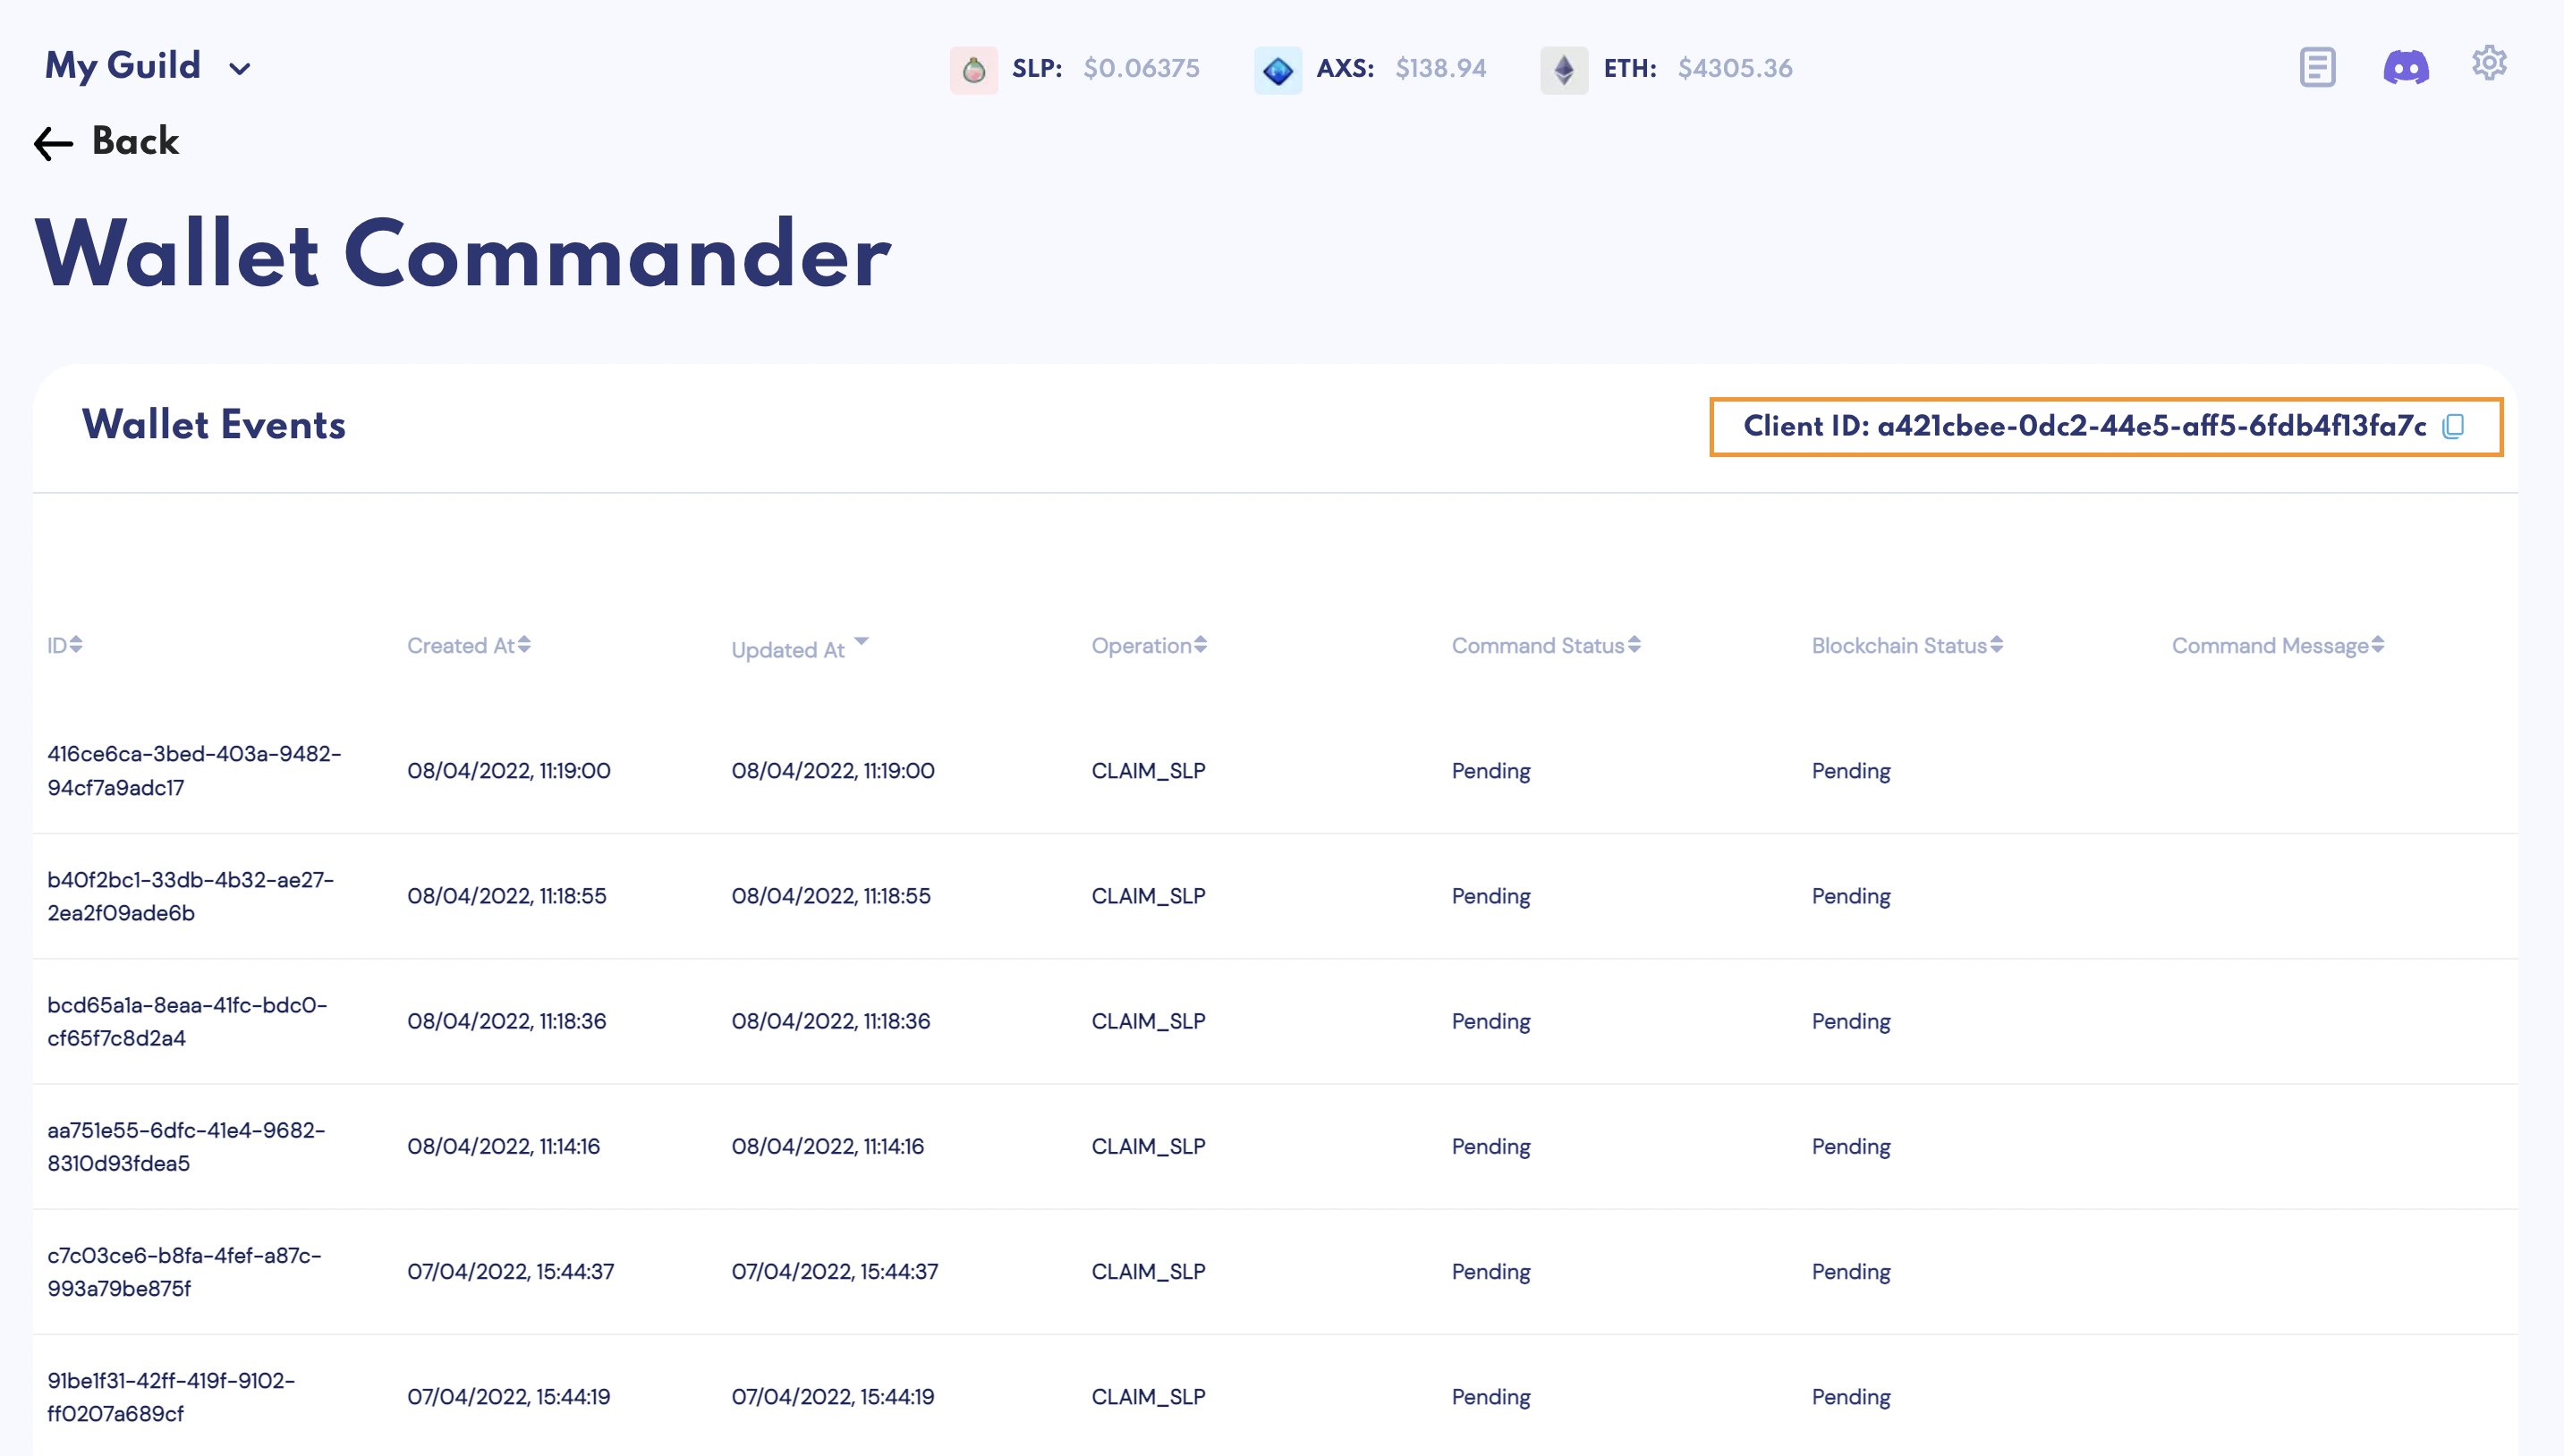 My Guild
SLP: $0.06375 AXS: $138.94 ETH: $4305.36
Back
Wallet Commander
Wallet Events
Client ID: a421cbee-0dc2-44e5-aff5-6fdb4f13fa7c
ID Created At Updated At Operation Command Status Blockchain Status Command Message
416ce6ca-3bed-403a-9482-
94cf7a9adc17
08/04/2022, 11:19:00 08/04/2022, 11:19:00 CLAIM_SLP Pending Pending
b40f2bc1-33db-4b32-ae27-
2ea2f09ade6b
08/04/2022, 11:18:55 08/04/2022, 11:18:55 CLAIM_SLP Pending Pending
bcd65a1a-8eaa-41fc-bdc0-
cf65f7c8d2a4
08/04/2022, 11:18:36 08/04/2022, 11:18:36 CLAIM_SLP Pending Pending
aa751e55-6dfc-41e4-9682-
8310d93fdea5
08/04/2022, 11:14:16 08/04/2022, 11:14:16 CLAIM_SLP Pending Pending
c7c03ce6-b8fa-4fef-a87c-
993a79be875f
07/04/2022, 15:44:37 07/04/2022, 15:44:37 CLAIM_SLP Pending Pending
91be1f31-42ff-419f-9102-
ff0207a689cf
07/04/2022, 15:44:19 07/04/2022, 15:44:19 CLAIM_SLP Pending Pending